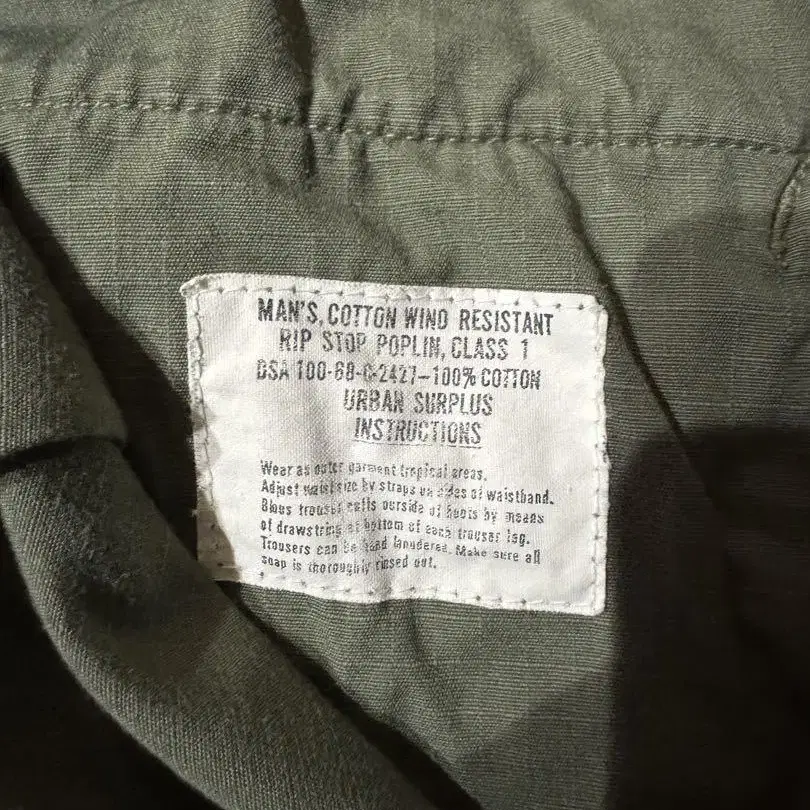 MAN'S, COTTON WIND RESISTANT
RIP STOP POPLIN, CLASS 1
DSA 100-68-C-2427-100% COTTON
URBAN SURPLUS
INSTRUCTIONS
Wear as outer garment tropical areas.
Adjust waist size by straps on sides of waistband.
Blous trouser cuffs outside of boots by means
of drawstring at bottom of each trouser leg.
Trousers can be hand laundered. Make sure all
soap is thoroughly rinsed out.